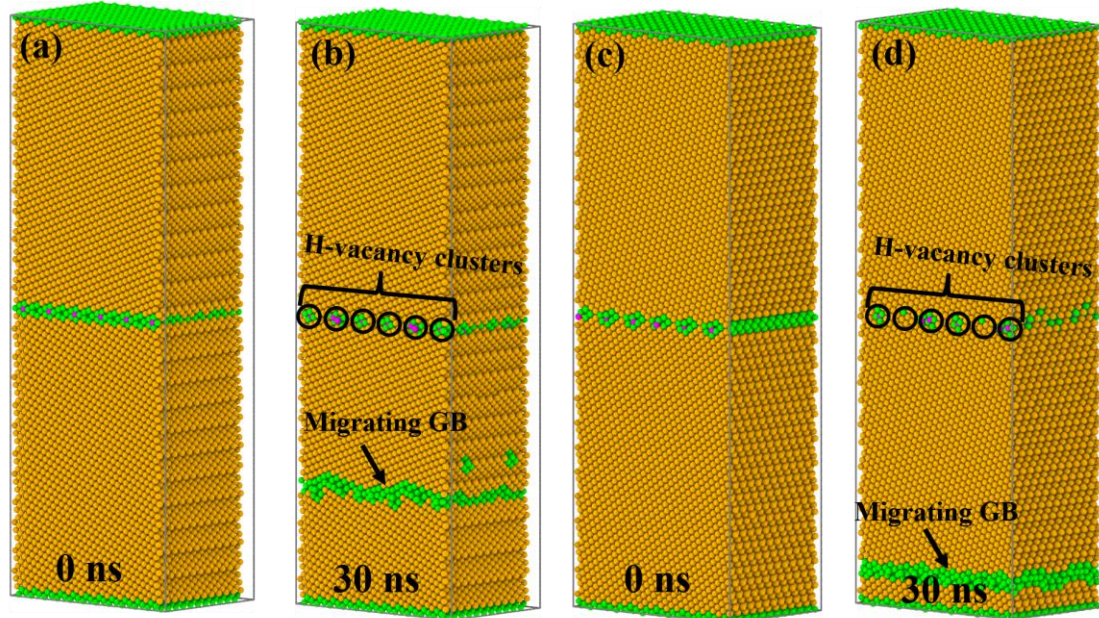 (a)
0 ns
(b)
H-vacancy clusters
Migrating GB
30 ns
(c)
0 ns
(d)
H-vacancy clusters
Migrating GB
30 ns